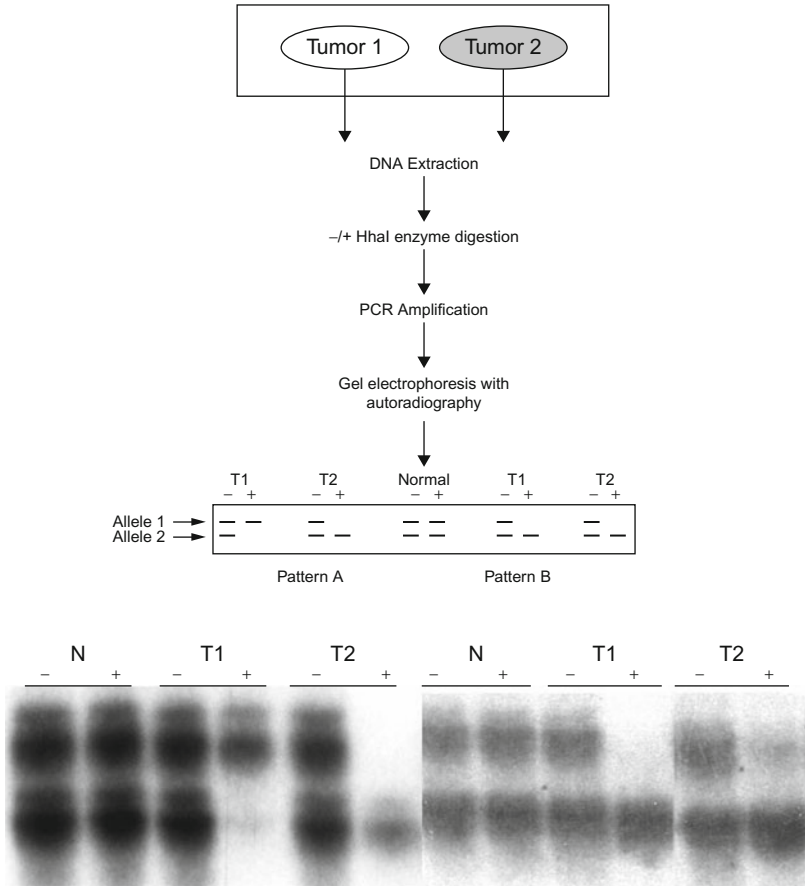 Tumor 1 Tumor 2
DNA Extraction
–/+ HhaI enzyme digestion
PCR Amplification
Gel electrophoresis with
autoradiography
T1 T2 Normal T1 T2
– + – + – + – + – +
Allele 1
Allele 2
Pattern A Pattern B
N T1 T2 N T1 T2
– + – + – + – + – + – +